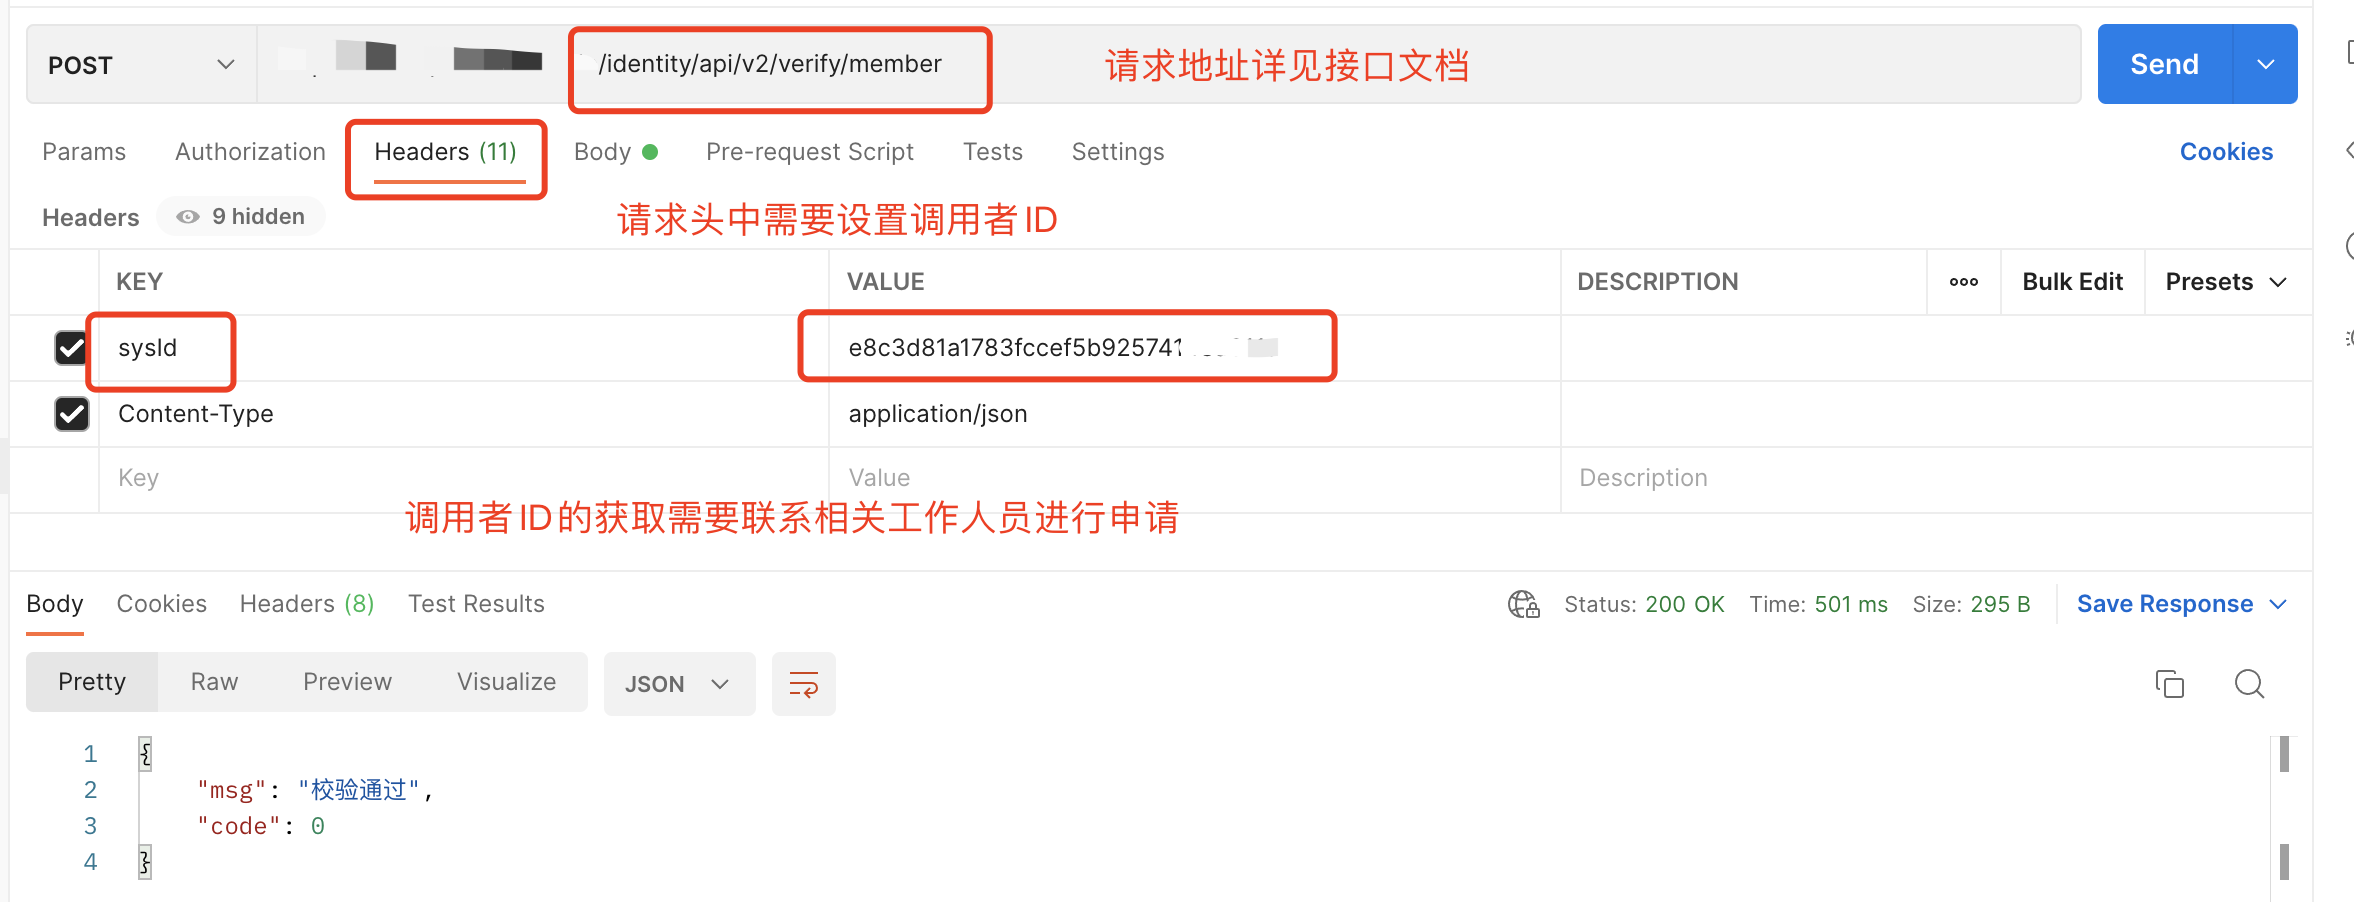 POST
/identity/api/v2/verify/member
请求地址详见接口文档
Send
Params Authorization Headers (11) Body Pre-request Script Tests Settings Cookies
Headers 9 hidden
请求头中需要设置调用者ID
KEY VALUE DESCRIPTION ooo Bulk Edit Presets
sysId e8c3d81a1783fccef5b925741
Content-Type application/json
Key Value Description
调用者ID的获取需要联系相关工作人员进行申请
Body Cookies Headers (8) Test Results Status: 200 OK Time: 501 ms Size: 295 B Save Response
Pretty Raw Preview Visualize JSON
1 {
2 "msg": "校验通过",
3 "code": 0
4 }